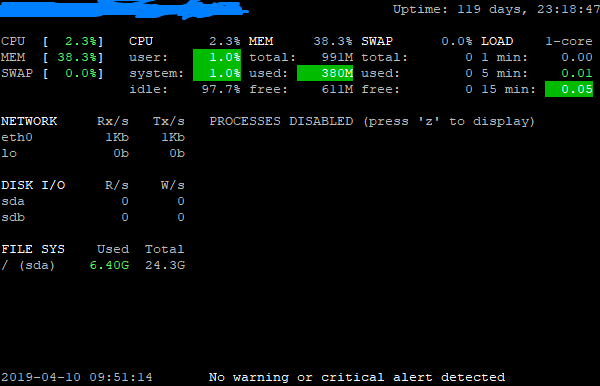 Uptime: 119 days, 23:18:47
CPU [ 2.3%] CPU 2.3% MEM 38.3% SWAP 0.0% LOAD 1-core
MEM [ 38.3%] user: 1.0% total: 991M total: 0 1 min: 0.00
SWAP [ 0.0%] system: 1.0% used: 380M used: 0 5 min: 0.01
idle: 97.7% free: 611M free: 0 15 min: 0.05
NETWORK Rx/s Tx/s PROCESSES DISABLED (press 'z' to display)
eth0 1Kb 1Kb
lo 0b 0b
DISK I/O R/s W/s
sda 0 0
sdb 0 0
FILE SYS Used Total
/ (sda) 6.40G 24.3G
2019-04-10 09:51:14 No warning or critical alert detected